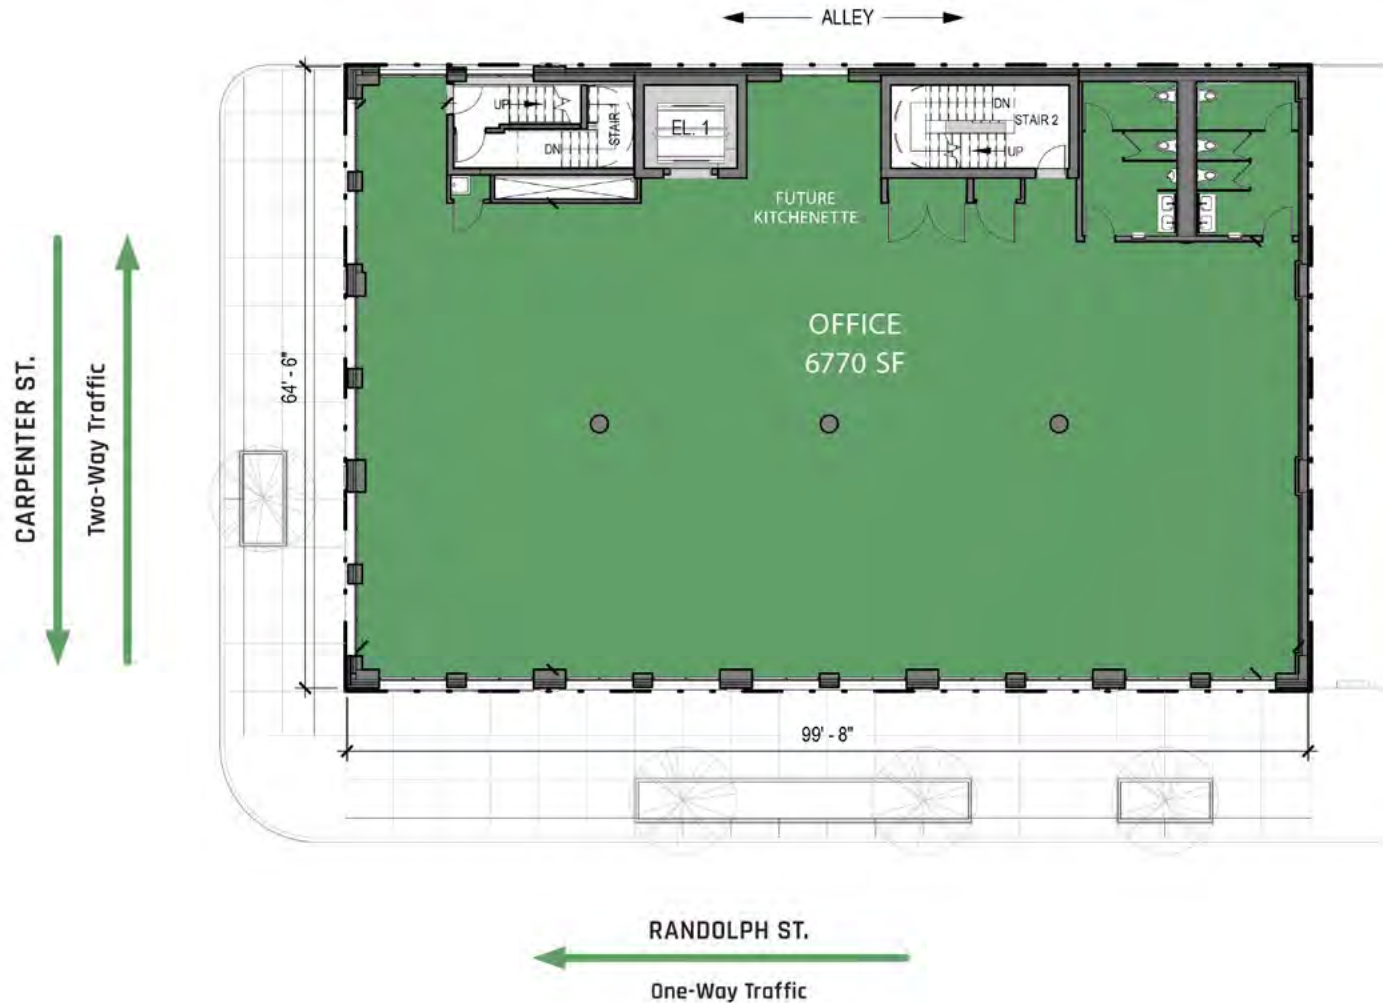 ALLEY
UP
DN
STAIR 1
EL. 1
DN
STAIR 2
UP
FUTURE
KITCHENETTE
OFFICE
6770 SF
64' - 6"
CARPENTER ST.
Two-Way Traffic
99' - 8"
RANDOLPH ST.
One-Way Traffic